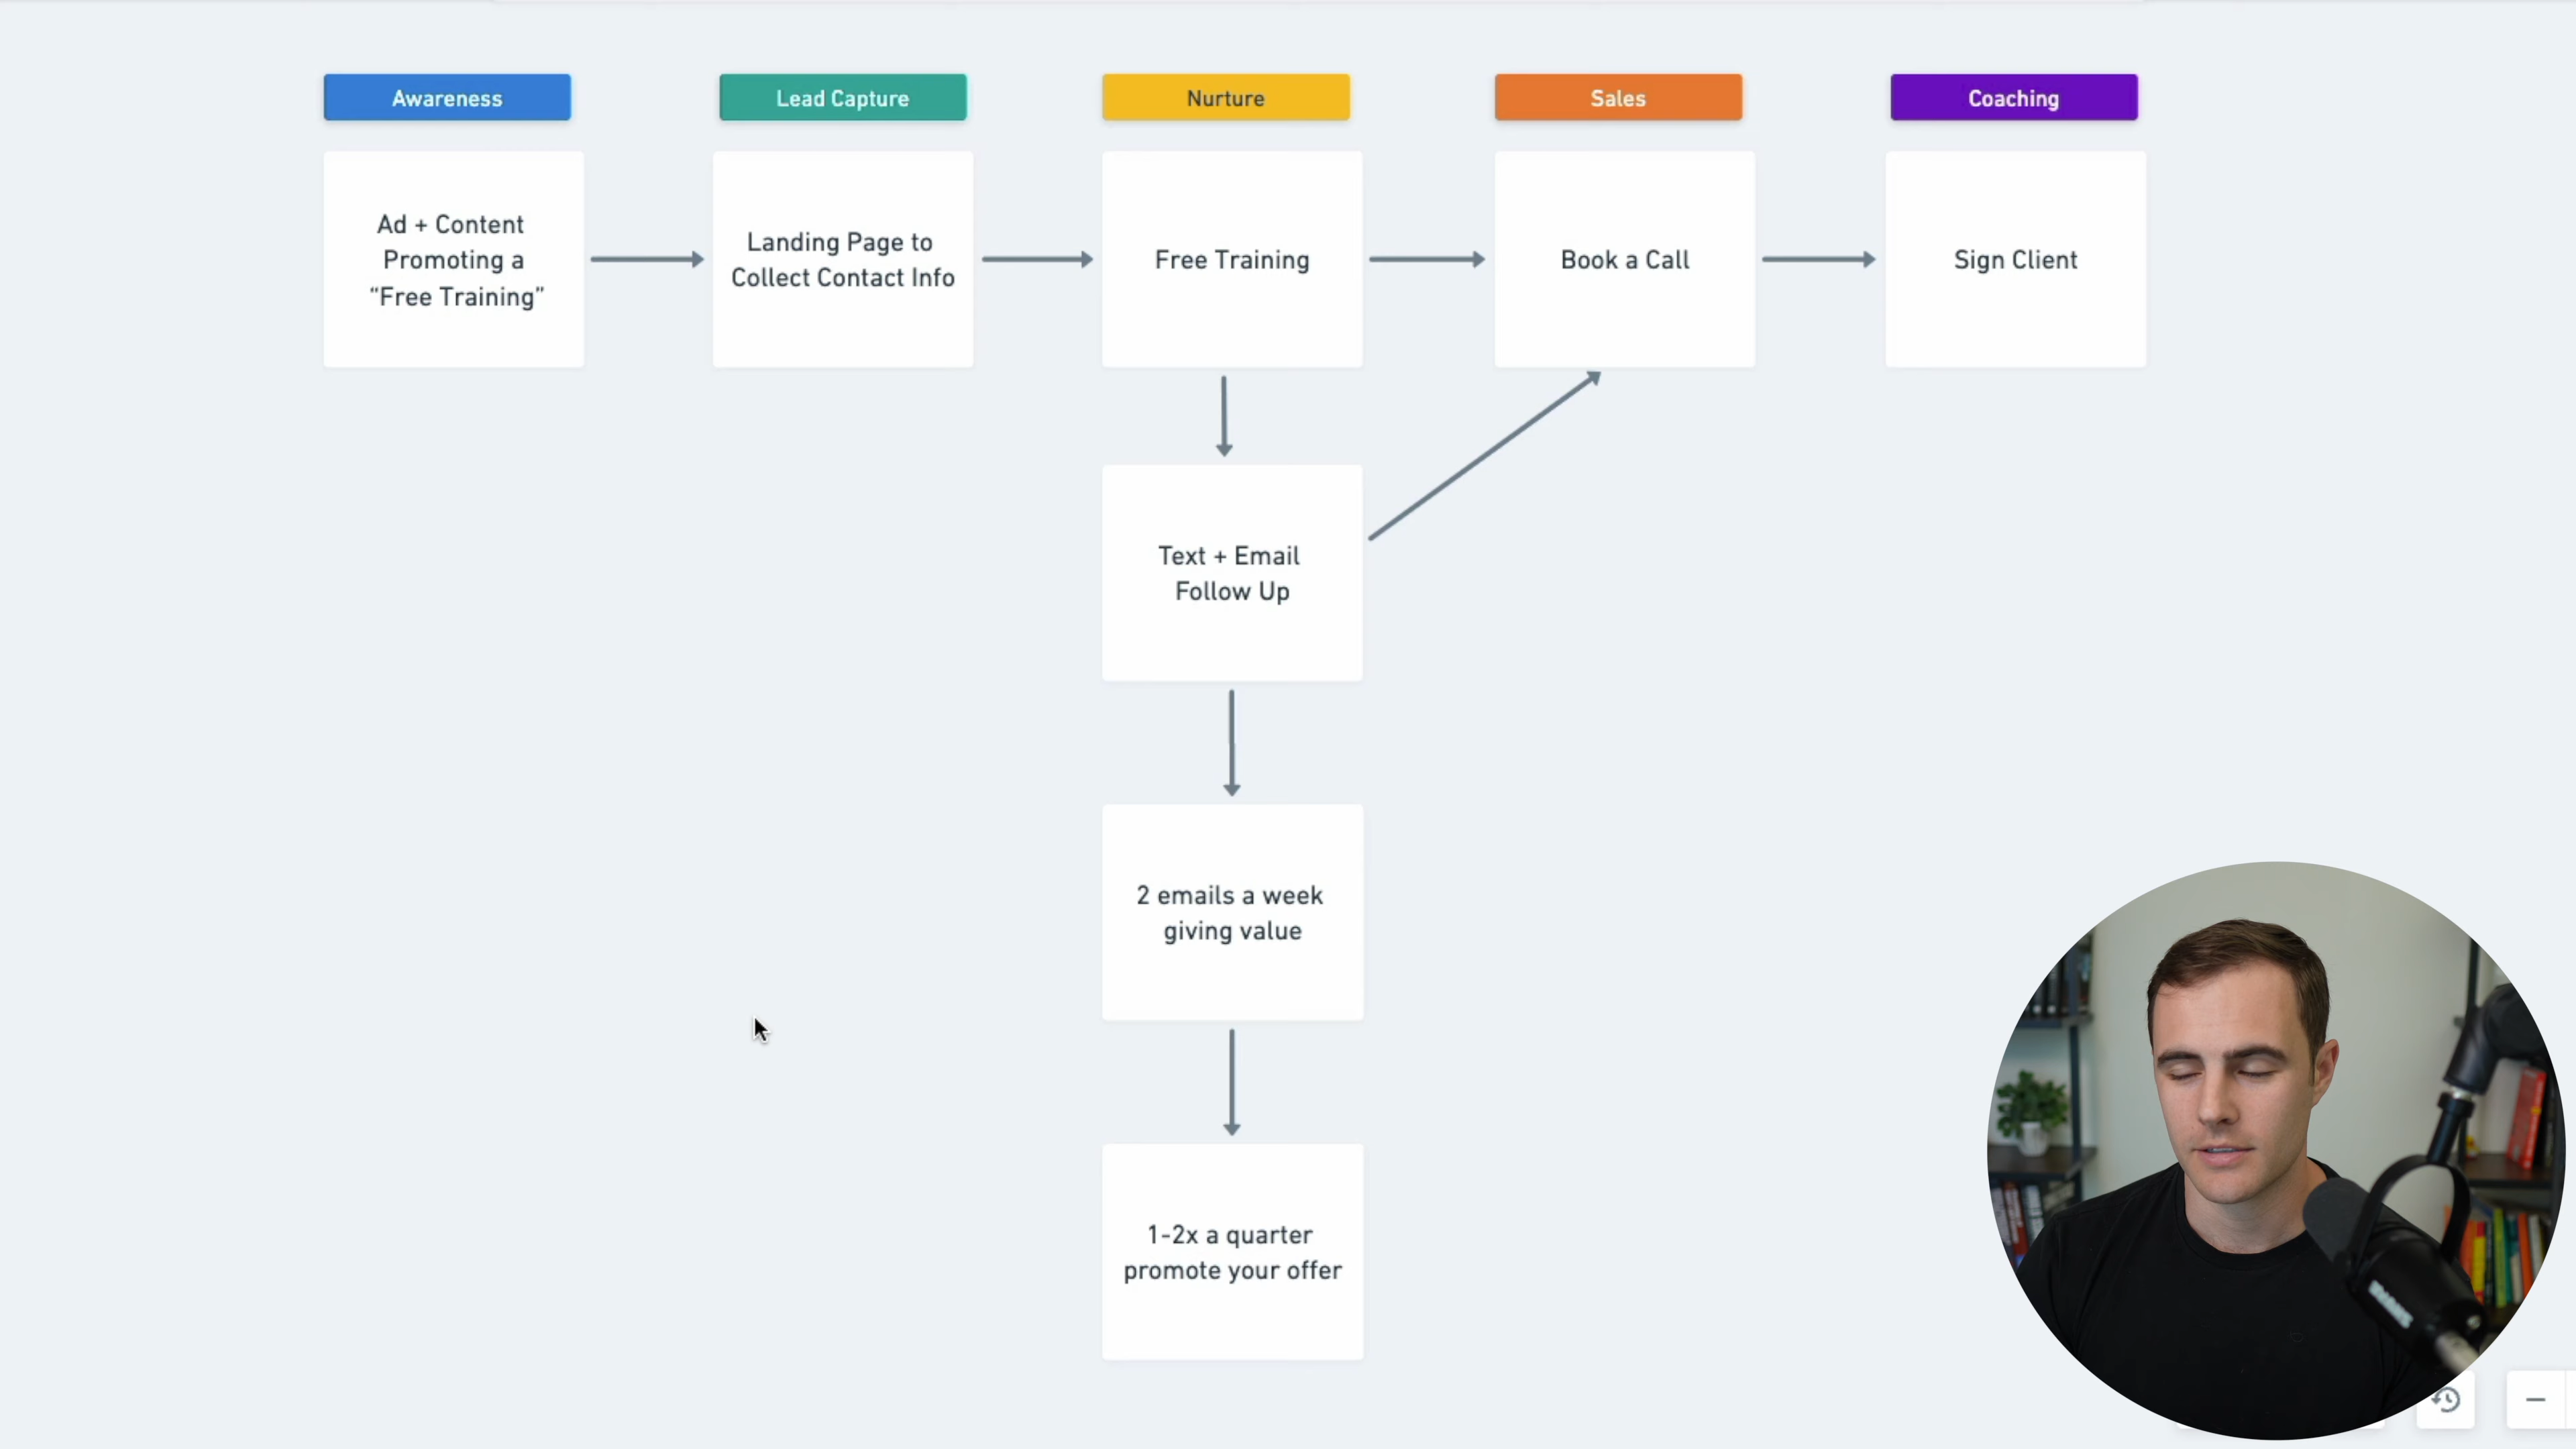 Awareness
Lead Capture
Nurture
Sales
Coaching
Ad + Content
Promoting a
“Free Training”
Landing Page to
Collect Contact Info
Free Training
Book a Call
Sign Client
Text + Email
Follow Up
2 emails a week
giving value
1-2x a quarter
promote your offer